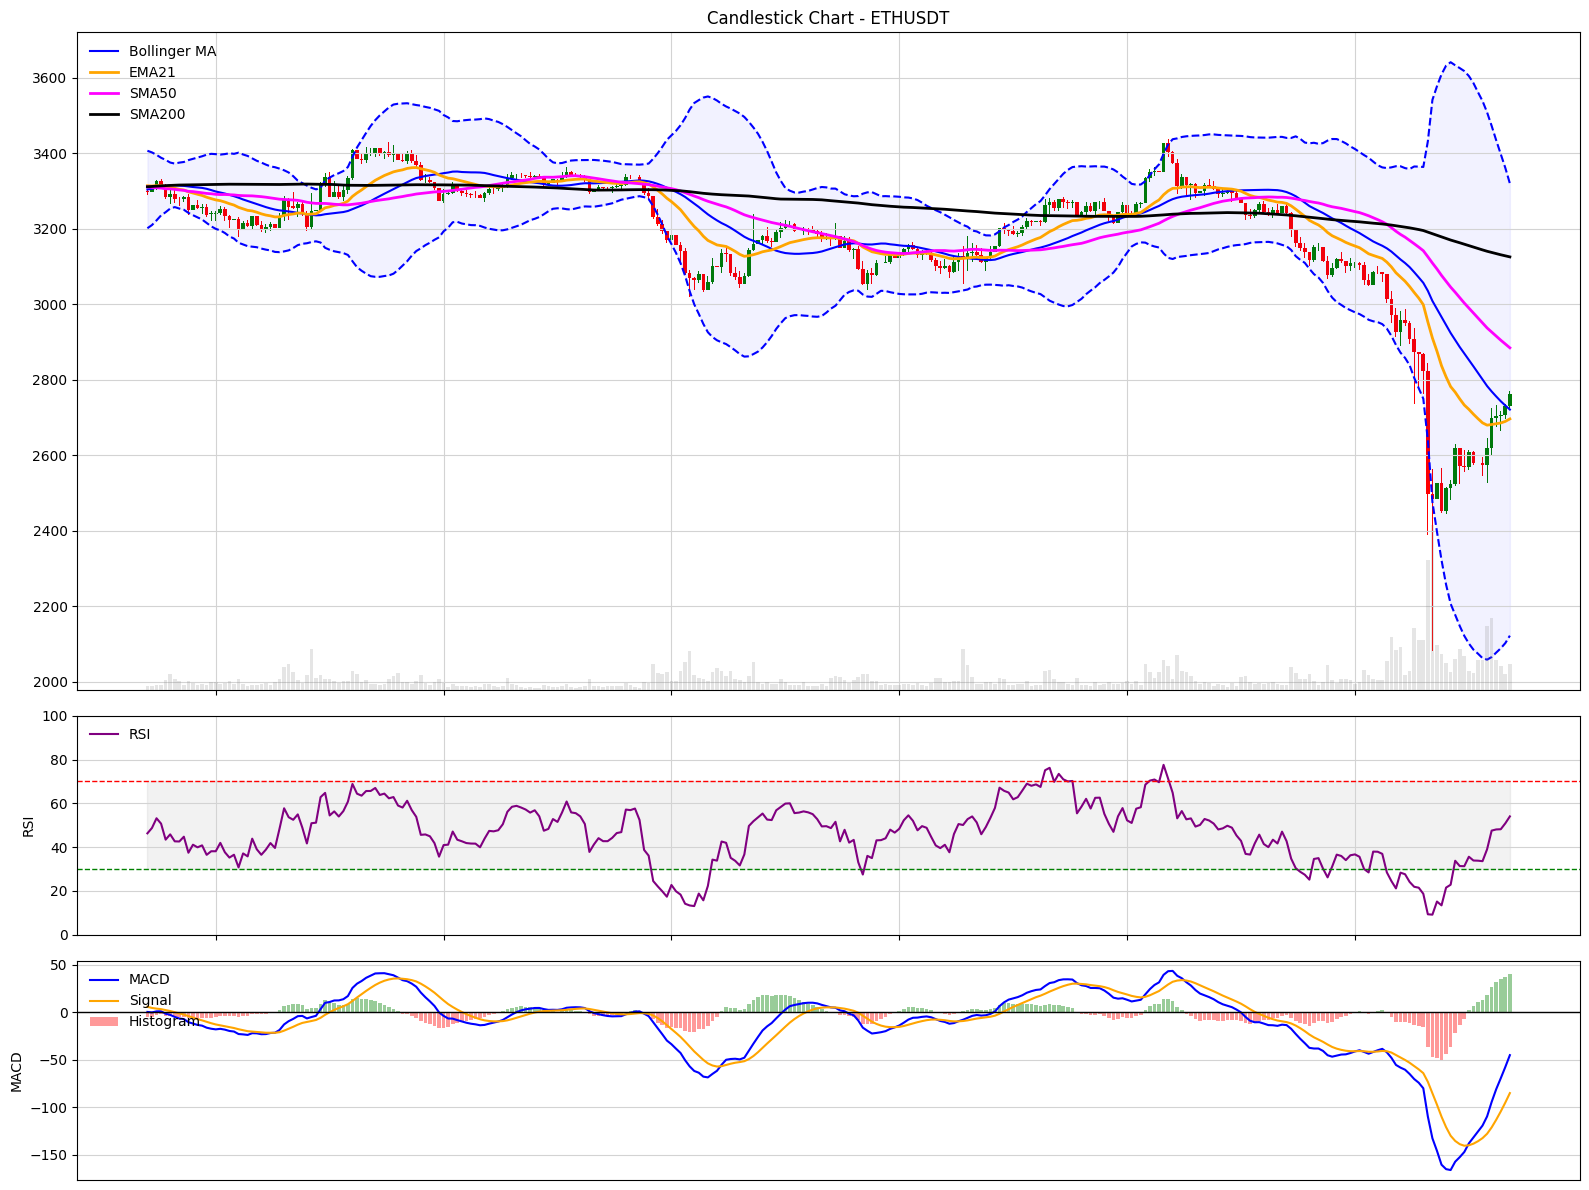 Candlestick Chart - ETHUSDT
Bollinger MA
EMA21
SMA50
SMA200
3600
3400
3200
3000
2800
2600
2400
2200
2000
RSI
100
80
60
40
20
0
RSI
MACD
Signal
Histogram
50
0
−50
−100
−150
MACD